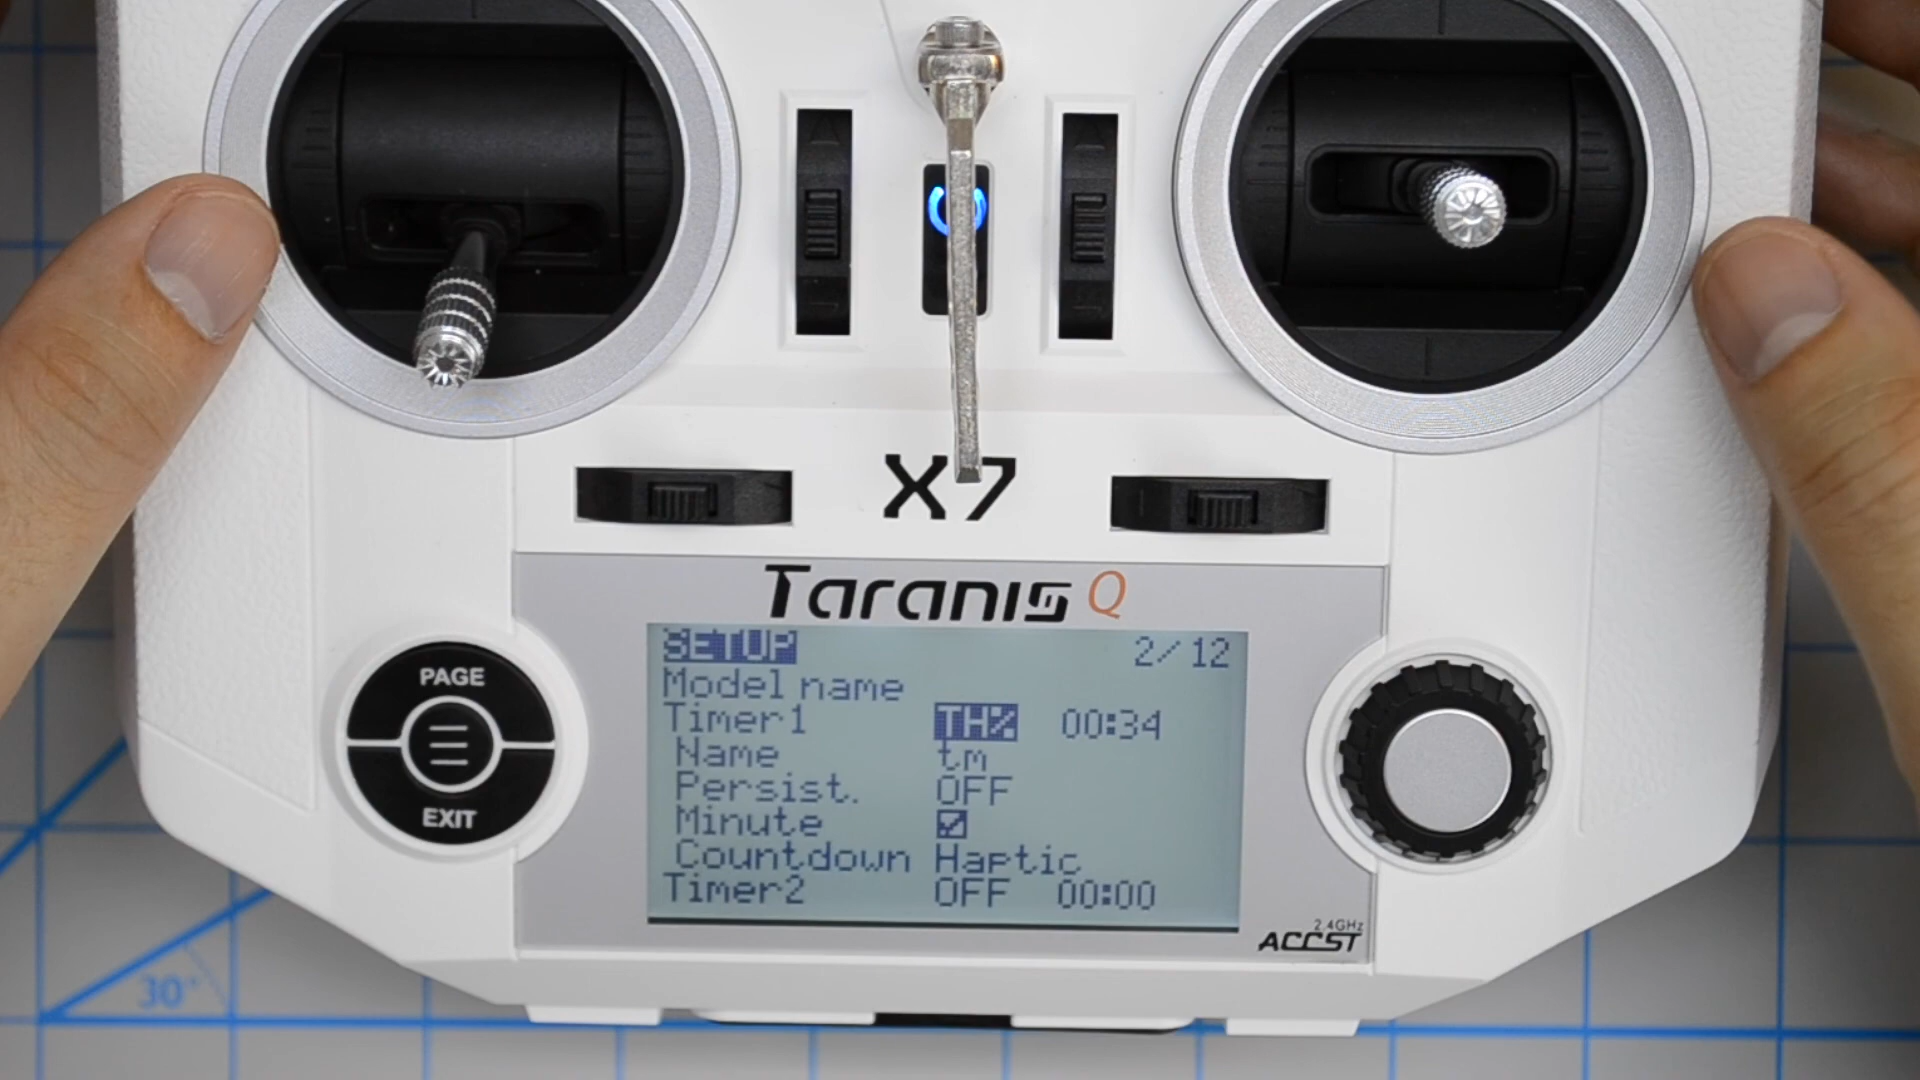 X7
Taranis Q
PAGE
EXIT
SETUP 2/12
Model name
Timer1 TH% 00:34
Name tm
Persist. OFF
Minute
Countdown Haptic
Timer2 OFF 00:00
2.4GHz
ACCST
30°